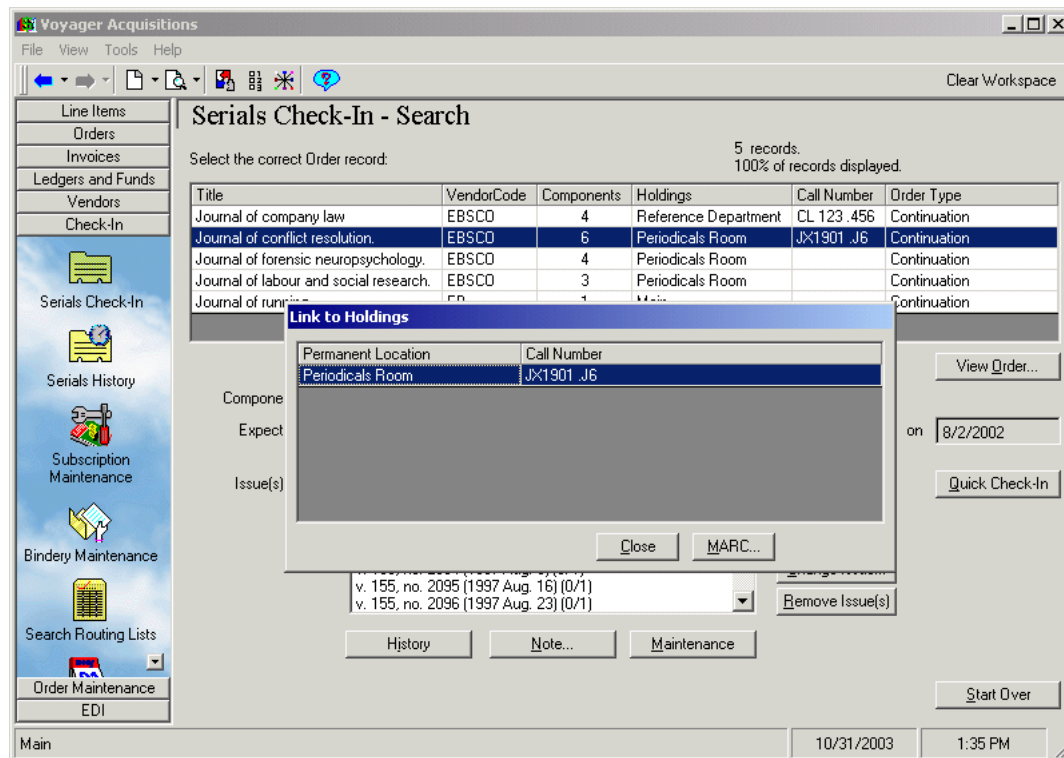 Voyager Acquisitions
File View Tools Help
Clear Workspace
Line Items
Orders
Invoices
Ledgers and Funds
Vendors
Check-In
Serials Check-In
Serials History
Subscription
Maintenance
Bindery Maintenance
Search Routing Lists
Order Maintenance
EDI
Serials Check-In - Search
Select the correct Order record:
5 records.
100% of records displayed.
Title VendorCode Components Holdings Call Number Order Type
Journal of company law EBSCO 4 Reference Department CL 123 .456 Continuation
Journal of conflict resolution. EBSCO 6 Periodicals Room JX1901 .J6 Continuation
Journal of forensic neuropsychology. EBSCO 4 Periodicals Room Continuation
Journal of labour and social research. EBSCO 3 Periodicals Room Continuation
Journal of running Continuation
Link to Holdings
Permanent Location Call Number
Periodicals Room JX1901 .J6
Close MARC...
View Order...
Compone
Expect
on 8/2/2002
Issue(s)
Quick Check-In
v. 155, no. 2095 (1997 Aug. 16) (0/1)
v. 155, no. 2096 (1997 Aug. 23) (0/1)
Remove Issue(s)
History Note... Maintenance
Start Over
Main 10/31/2003 1:35 PM